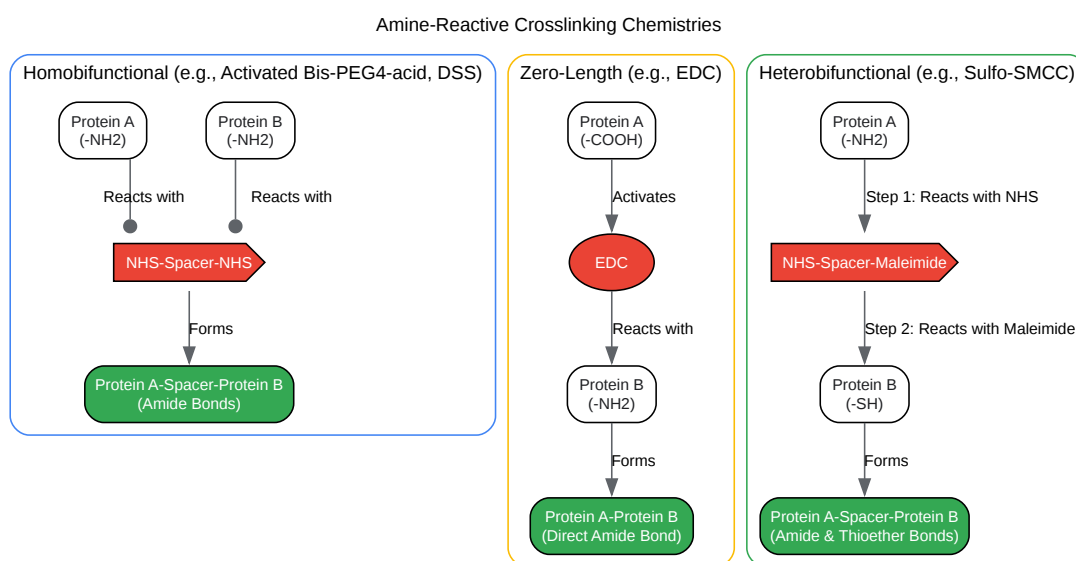 Amine-Reactive Crosslinking Chemistries
Homobifunctional (e.g., Activated Bis-PEG4-acid, DSS)
Protein A
(-NH2)
Protein B
(-NH2)
Reacts with
Reacts with
NHS-Spacer-NHS
Forms
Protein A-Spacer-Protein B
(Amide Bonds)
Zero-Length (e.g., EDC)
Protein A
(-COOH)
Activates
EDC
Reacts with
Protein B
(-NH2)
Forms
Protein A-Protein B
(Direct Amide Bond)
Heterobifunctional (e.g., Sulfo-SMCC)
Protein A
(-NH2)
Step 1: Reacts with NHS
NHS-Spacer-Maleimide
Step 2: Reacts with Maleimide
Protein B
(-SH)
Forms
Protein A-Spacer-Protein B
(Amide & Thioether Bonds)